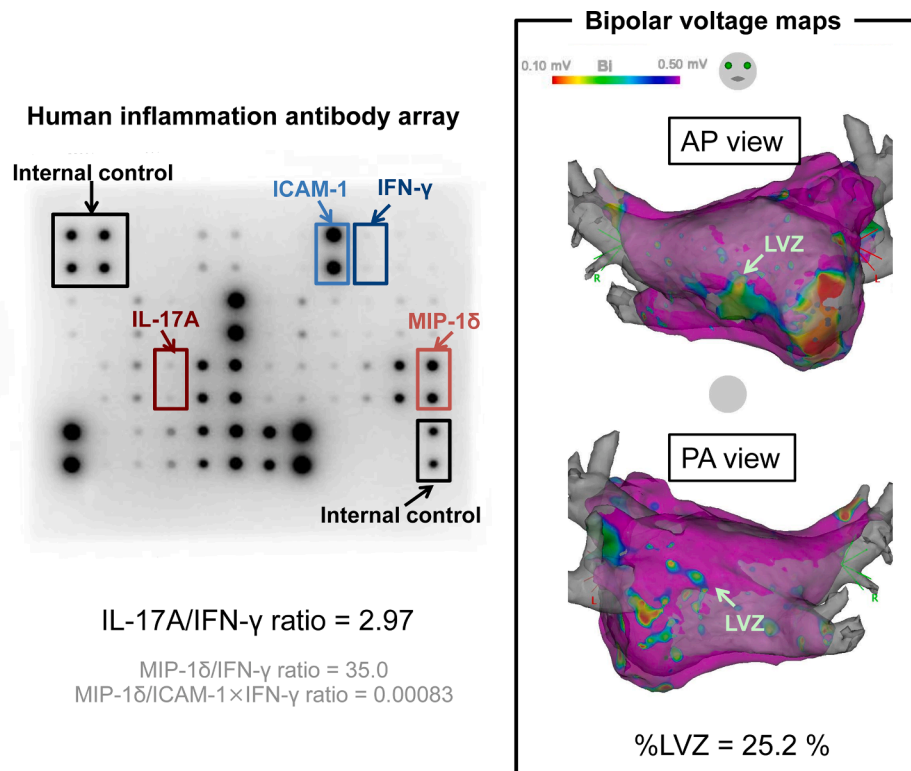 Human inflammation antibody array
Internal control
ICAM-1
IFN-γ
IL-17A
MIP-1δ
Internal control
IL-17A/IFN-γ ratio = 2.97
MIP-1δ/IFN-γ ratio = 35.0
MIP-1δ/ICAM-1×IFN-γ ratio = 0.00083
Bipolar voltage maps
0.10 mV BI 0.50 mV
AP view
LVZ
R
L
PA view
L
R
LVZ
%LVZ = 25.2 %